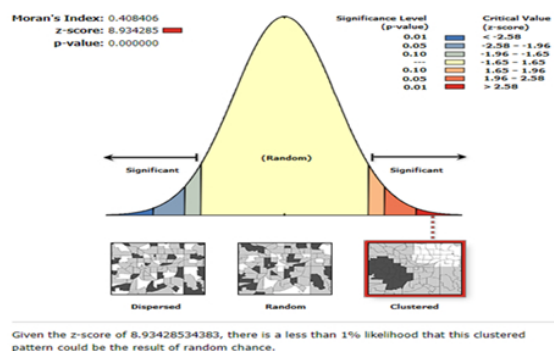 Moran's Index: 0.408406
z-score: 8.934285
p-value: 0.000000
Significance Level
(p-value)
Critical Value
(z-score)
0.01 < -2.58
0.05 -2.58 - -1.96
0.10 -1.96 - -1.65
--- -1.65 - 1.65
0.10 1.65 - 1.96
0.05 1.96 - 2.58
0.01 > 2.58
(Random)
Significant
Significant
Dispersed
Random
Clustered
Given the z-score of 8.93428534383, there is a less than 1% likelihood that this clustered
pattern could be the result of random chance.